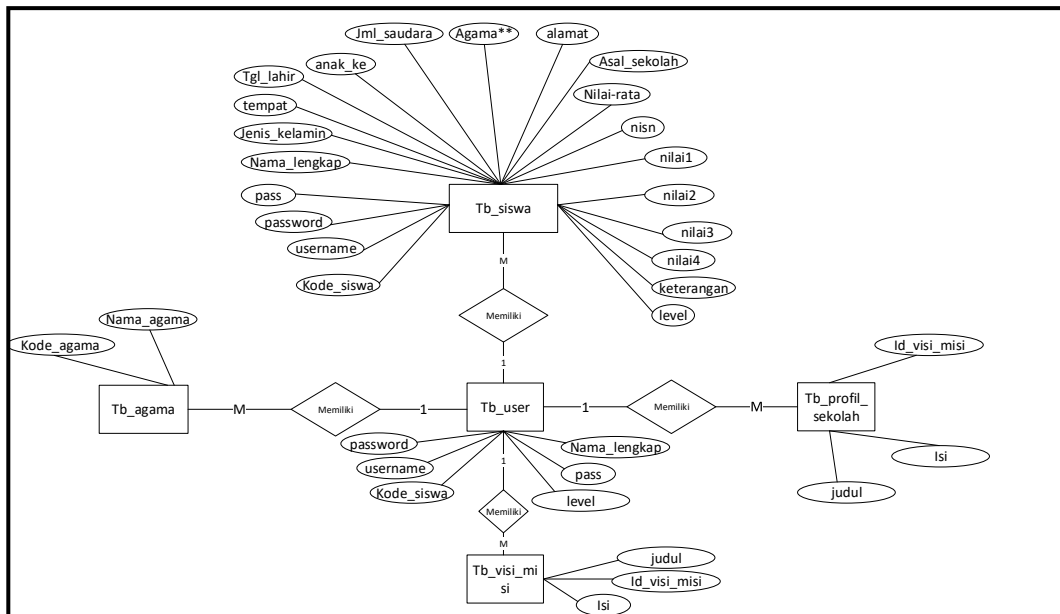 Jml_saudara
Agama**
alamat
anak_ke
Asal_sekolah
Tgl_lahir
Nilai-rata
tempat
nisn
Jenis_kelamin
nilai1
Nama_lengkap
pass
Tb_siswa
nilai2
password
nilai3
username
nilai4
Kode_siswa
M
keterangan
level
Memiliki
Nama_agama
Kode_agama
Id_visi_misi
1
Tb_agama
M
Memiliki
1
Tb_user
1
Memiliki
M
Tb_profil_
sekolah
password
Nama_lengkap
username
pass
Kode_siswa
1
level
Isi
judul
Memiliki
M
Tb_visi_mi
si
judul
Id_visi_misi
Isi